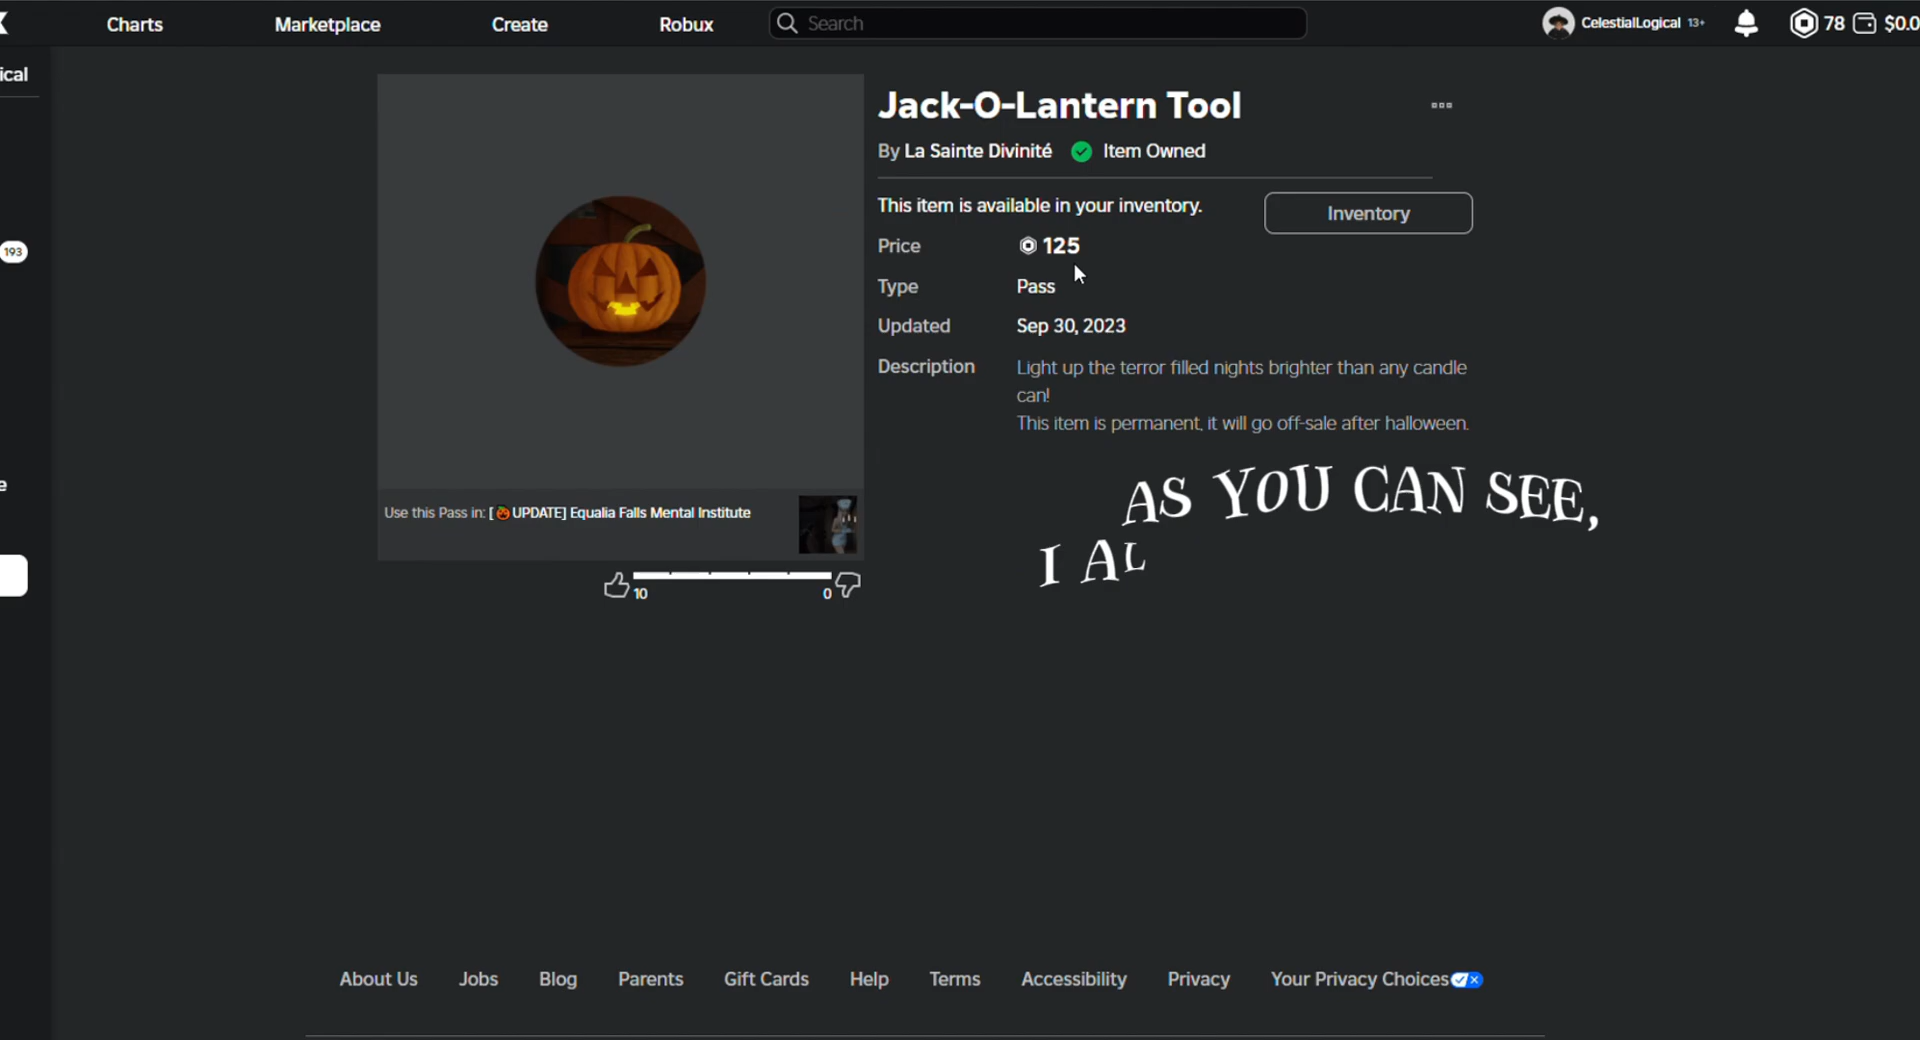 Charts Marketplace Create Robux Search CelestialLogical 13+ 78 $0.0
ical
193
e
Jack-O-Lantern Tool
By La Sainte Divinité Item Owned
This item is available in your inventory. Inventory
Price 125
Type Pass
Updated Sep 30, 2023
Description Light up the terror filled nights brighter than any candle
can!
This item is permanent, it will go off-sale after halloween.
Use this Pass in: [🎃UPDATE] Equalia Falls Mental Institute
10 0
AS YOU CAN SEE,
I AL
About Us Jobs Blog Parents Gift Cards Help Terms Accessibility Privacy Your Privacy Choices